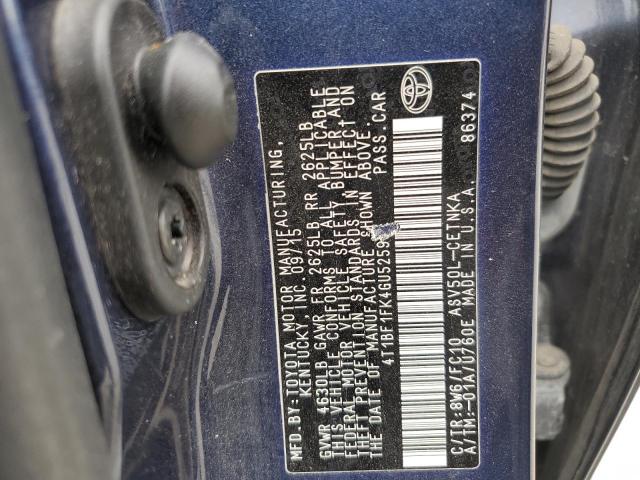 MFD. BY: TOYOTA MOTOR MANUFACTURING,
KENTUCKY, INC. 09/15
GVWR 4630LB GAWR FR 2625LB RR 2625LB
THIS VEHICLE CONFORMS TO ALL APPLICABLE
FEDERAL MOTOR VEHICLE SAFETY, BUMPER AND
THEFT PREVENTION STANDARDS IN EFFECT ON
THE DATE OF MANUFACTURE SHOWN ABOVE.
4T1BF1FK4GU5259 PASS. CAR
C/TR: 8W6/FC10 ASV50L-CETNKA
A/TM: -01A/U760E MADE IN U.S.A. 86374